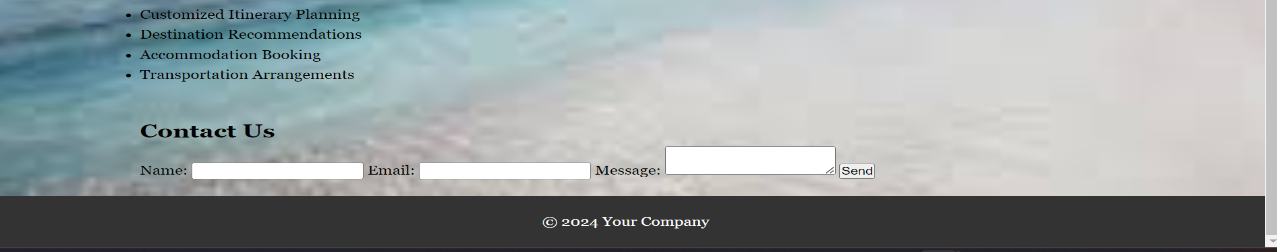 Customized Itinerary Planning
Destination Recommendations
Accommodation Booking
Transportation Arrangements
Contact Us
Name: Email: Message: Send
© 2024 Your Company